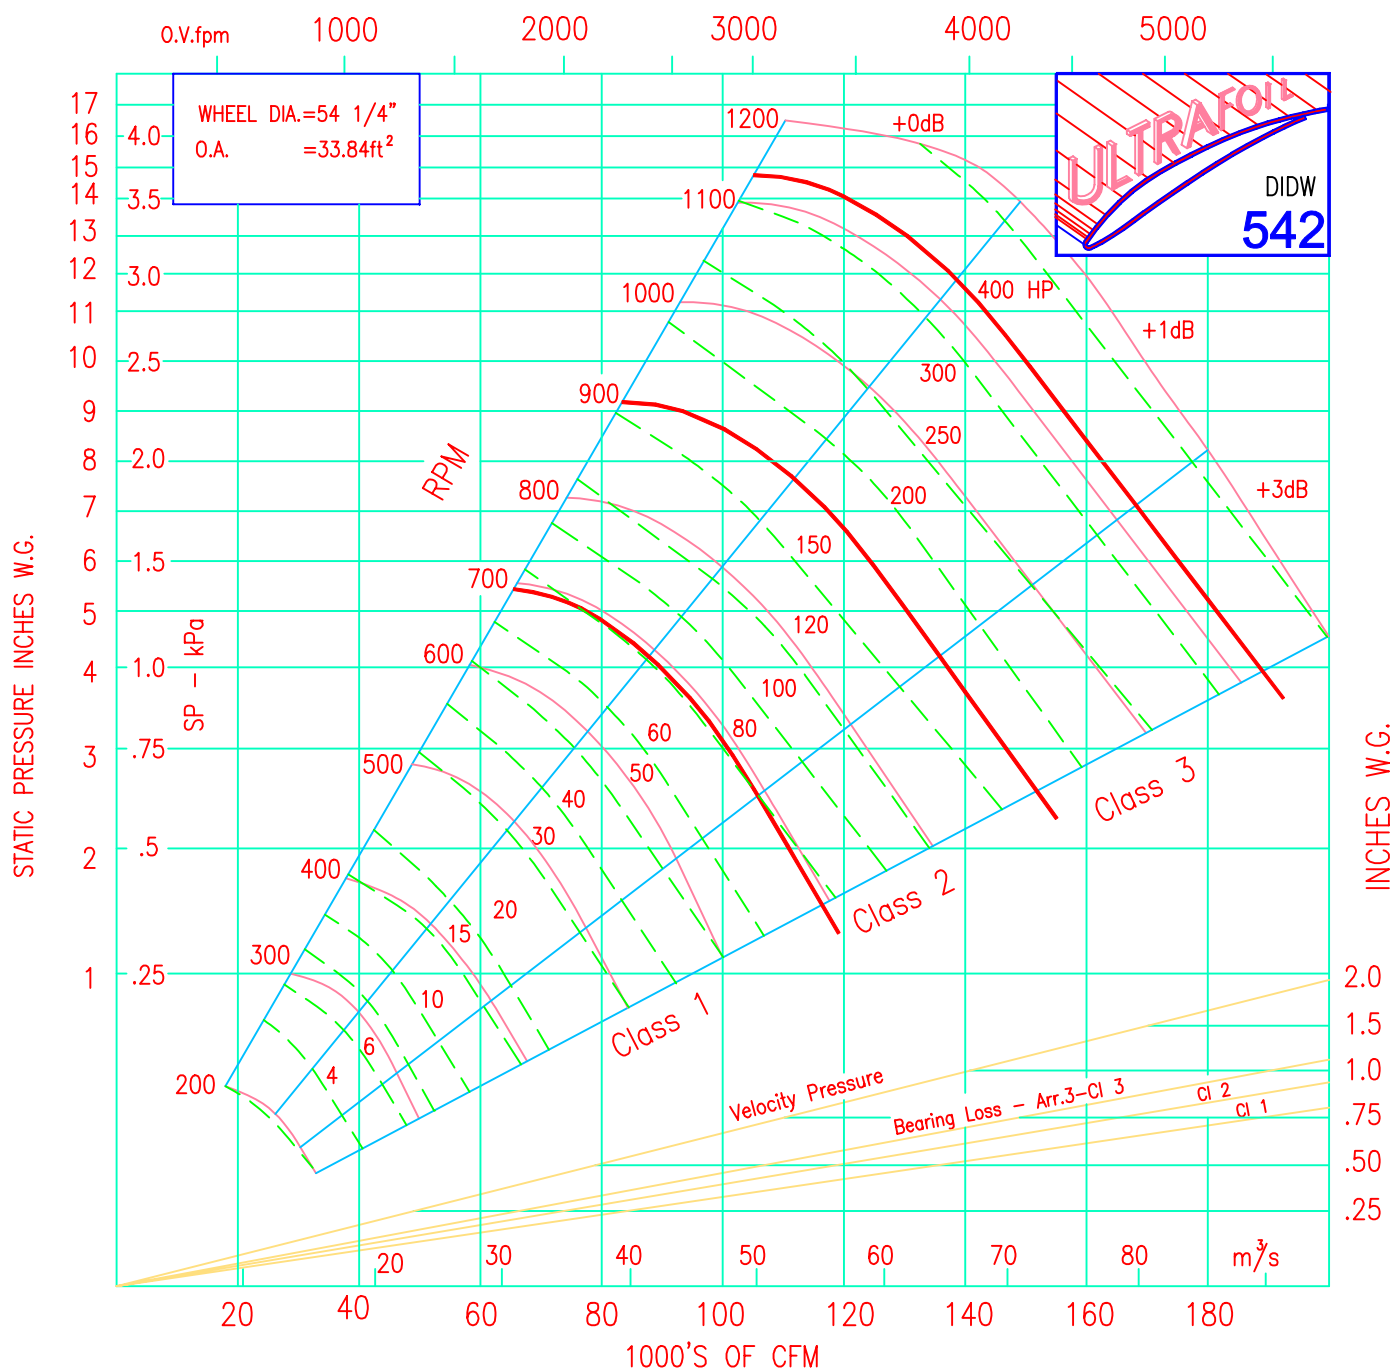 O.V.fpm 1000 2000 3000 4000 5000
WHEEL DIA.=54 1/4"
O.A. =33.84ft²
ULTRAFOIL
DIDW
542
17
16
15
14
13
12
11
10
9
8
7
6
5
4
3
2
1
STATIC PRESSURE INCHES W.G.
4.0
3.5
3.0
2.5
2.0
1.5
1.0
.75
.5
.25
SP - kPa
RPM
1200
1100
1000
900
800
700
600
500
400
300
200
+0dB
+1dB
+3dB
400 HP
300
250
200
150
120
100
80
60
50
40
30
20
15
10
6
4
Class 3
Class 2
Class 1
Velocity Pressure
Bearing Loss - Arr.3-Cl 3
Cl 2
Cl 1
2.0
1.5
1.0
.75
.50
.25
INCHES W.G.
20 30 40 50 60 70 80 m³/s
20 40 60 80 100 120 140 160 180
1000'S OF CFM